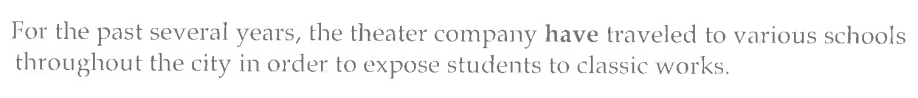 For the past several years, the theater company have traveled to various schools
throughout the city in order to expose students to classic works.